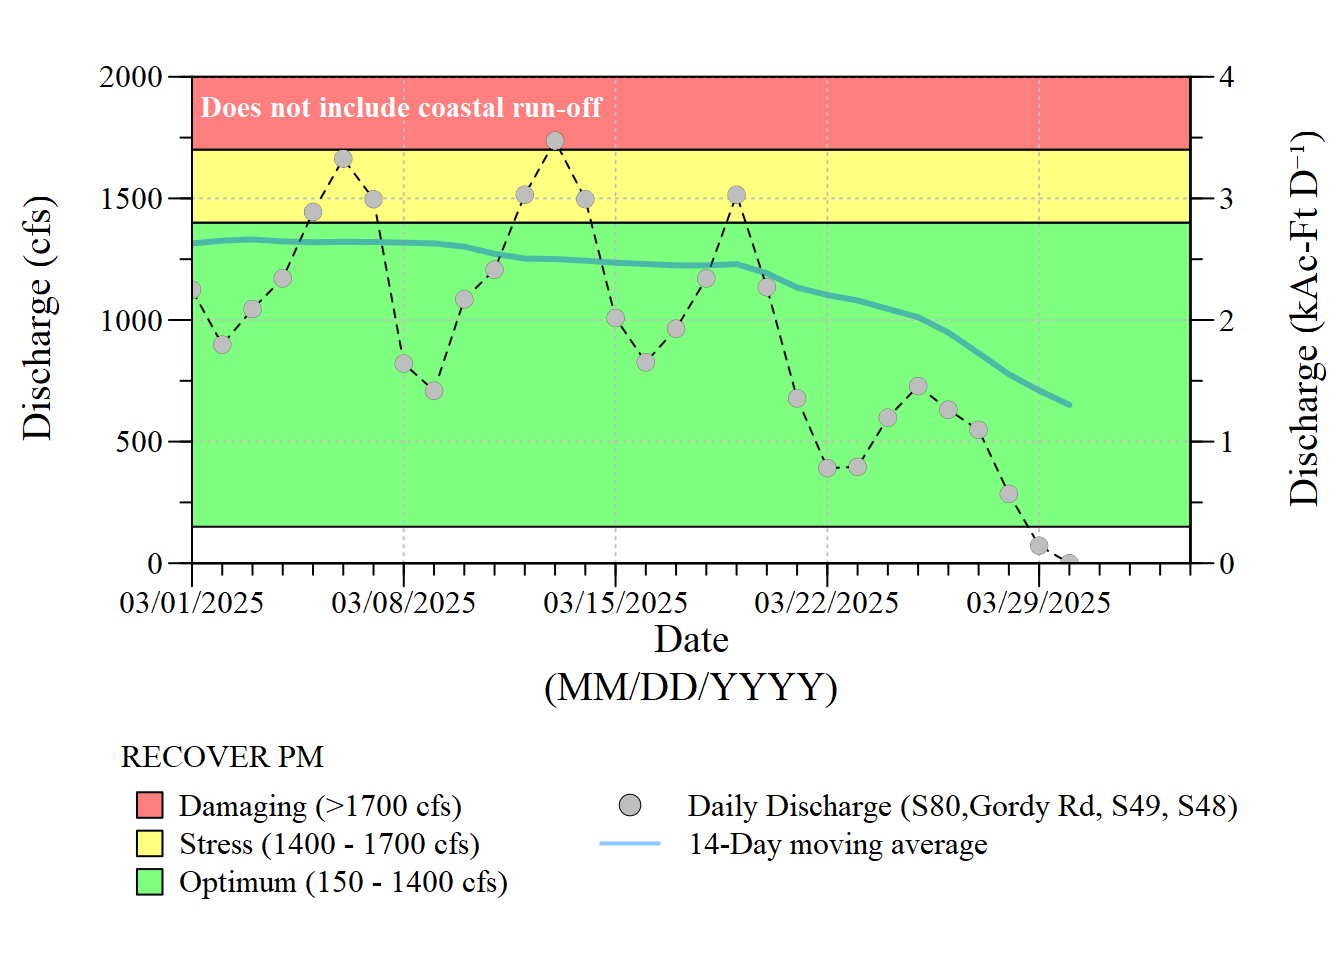 2000
1500
1000
500
0
Discharge (cfs)
Does not include coastal run-off
4
3
2
1
0
Discharge (kAc-Ft D⁻¹)
03/01/2025 03/08/2025 03/15/2025 03/22/2025 03/29/2025
Date
(MM/DD/YYYY)
RECOVER PM
Damaging (>1700 cfs)
Stress (1400 - 1700 cfs)
Optimum (150 - 1400 cfs)
Daily Discharge (S80,Gordy Rd, S49, S48)
14-Day moving average